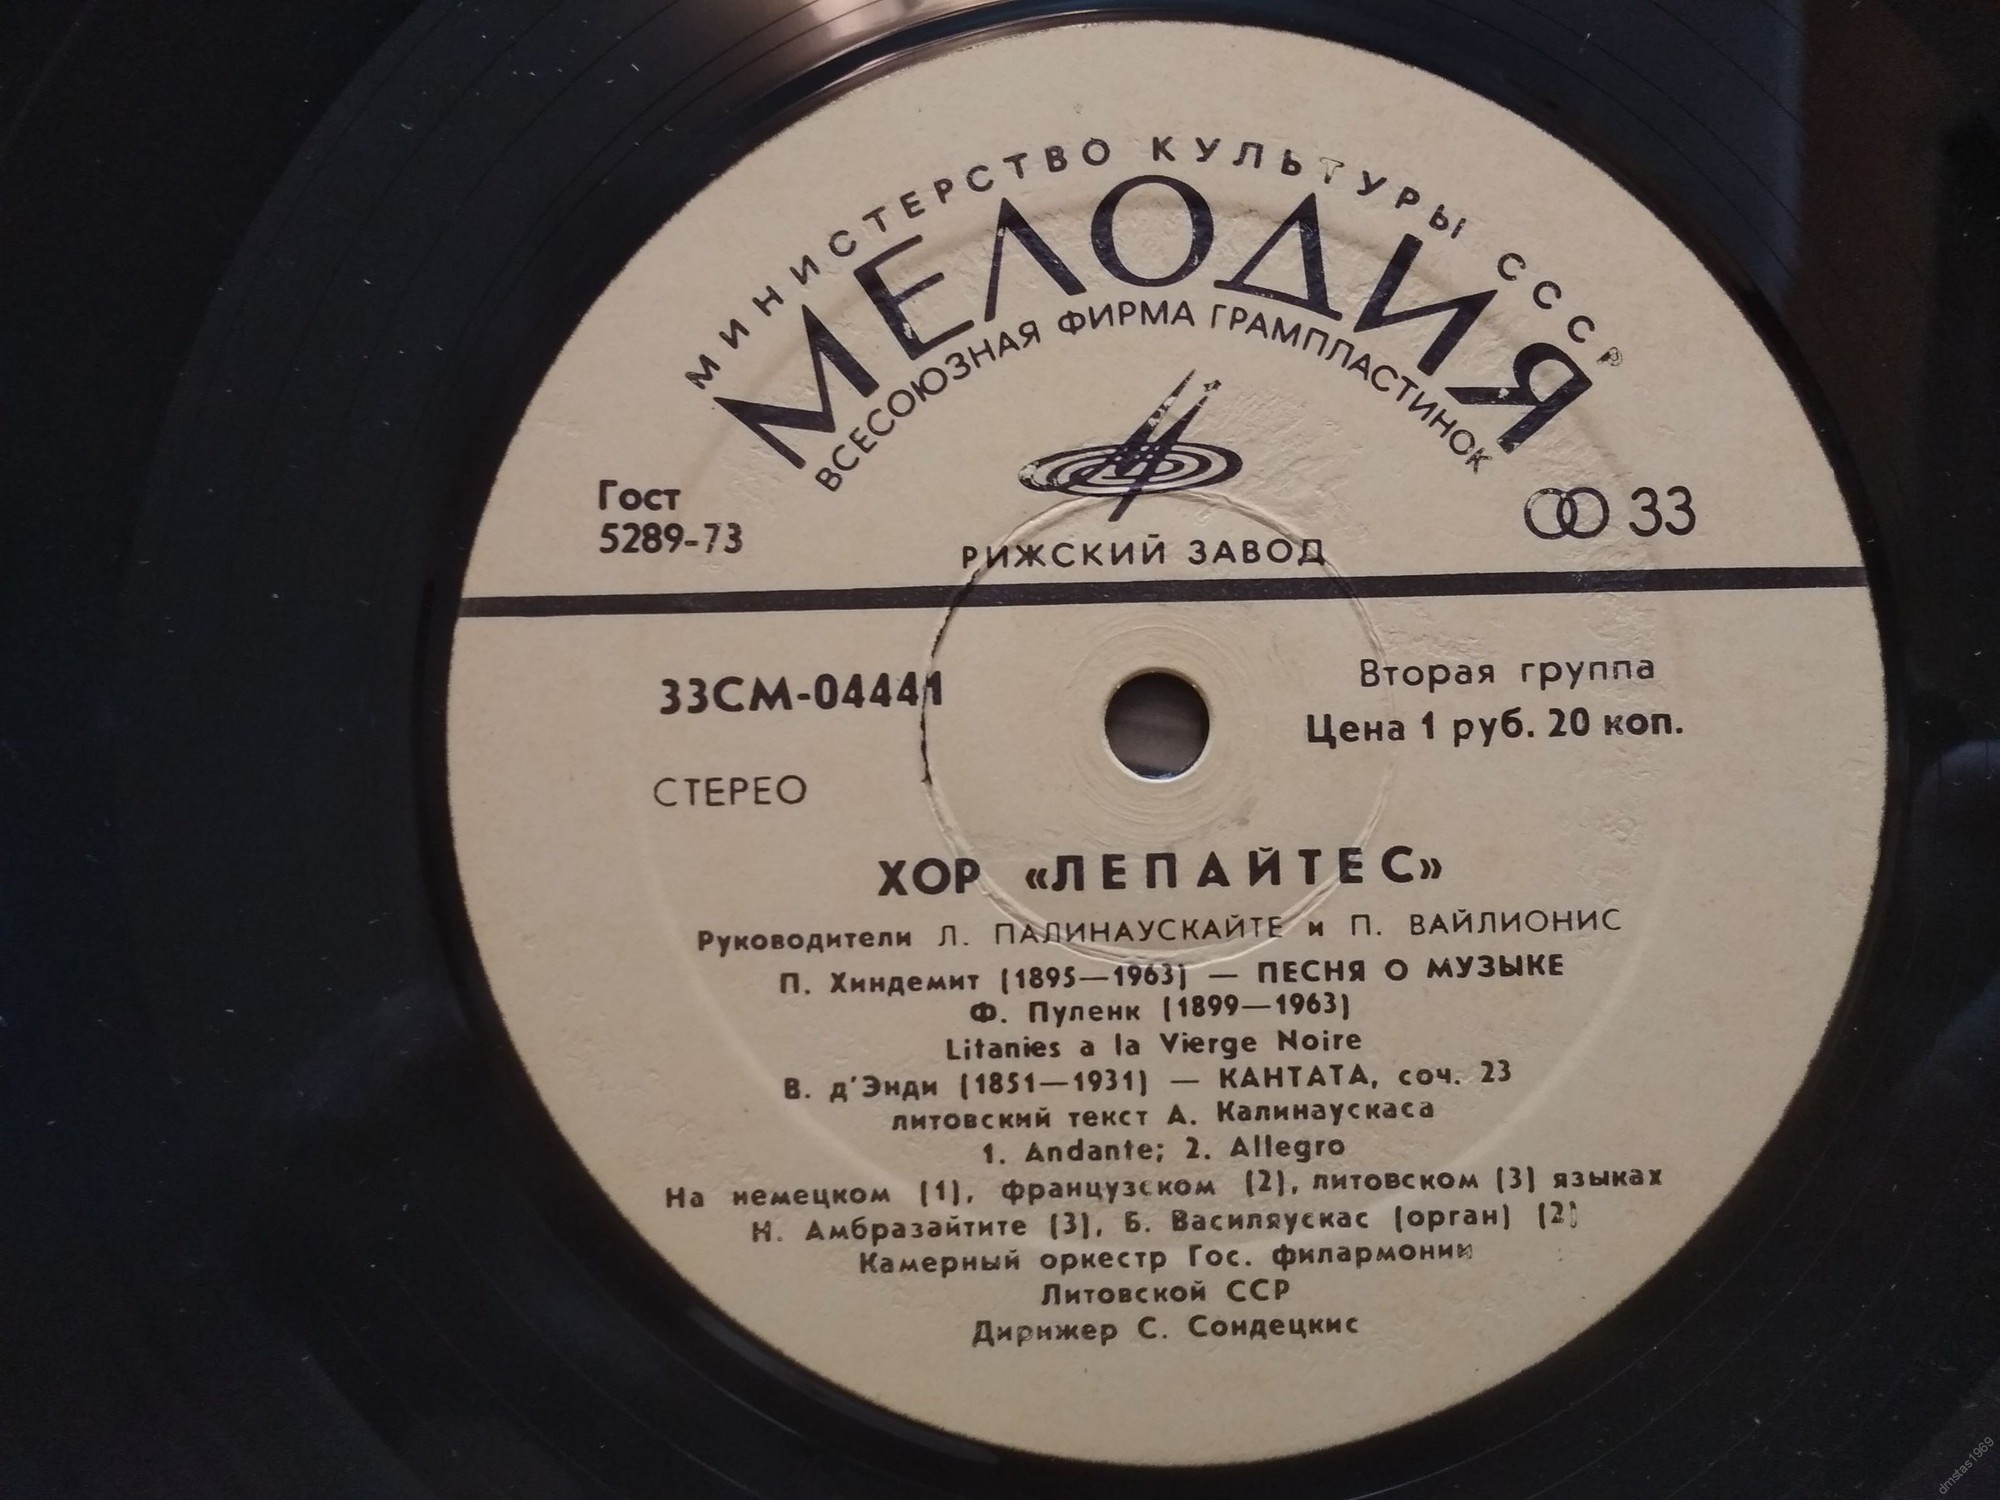 МИНИСТЕРСТВО КУЛЬТУРЫ СССР
МЕЛОДИЯ
ВСЕСОЮЗНАЯ ФИРМА ГРАМПЛАСТИНОК
Гост
5289-73
33
РИЖСКИЙ ЗАВОД
33СМ-04441
Вторая группа
Цена 1 руб. 20 коп.
СТЕРЕО
ХОР «ЛЕПАЙТЕС»
Руководители Л. ПАЛИНАУСКАЙТЕ и П. ВАЙЛИОНИС
П. Хиндемит (1895—1963) — ПЕСНЯ О МУЗЫКЕ
Ф. Пуленк (1899—1963)
Litanies a la Vierge Noire
В. д'Энди (1851—1931) — КАНТАТА, соч. 23
литовский текст А. Калинаускаса
1. Andante; 2. Allegro
На немецком (1), французском (2), литовском (3) языках
Н. Амбразайтите (3), Б. Василяускас (орган) (2)
Камерный оркестр Гос. филармонии
Литовской ССР
Дирижер С. Сондецкис
dmstas1969